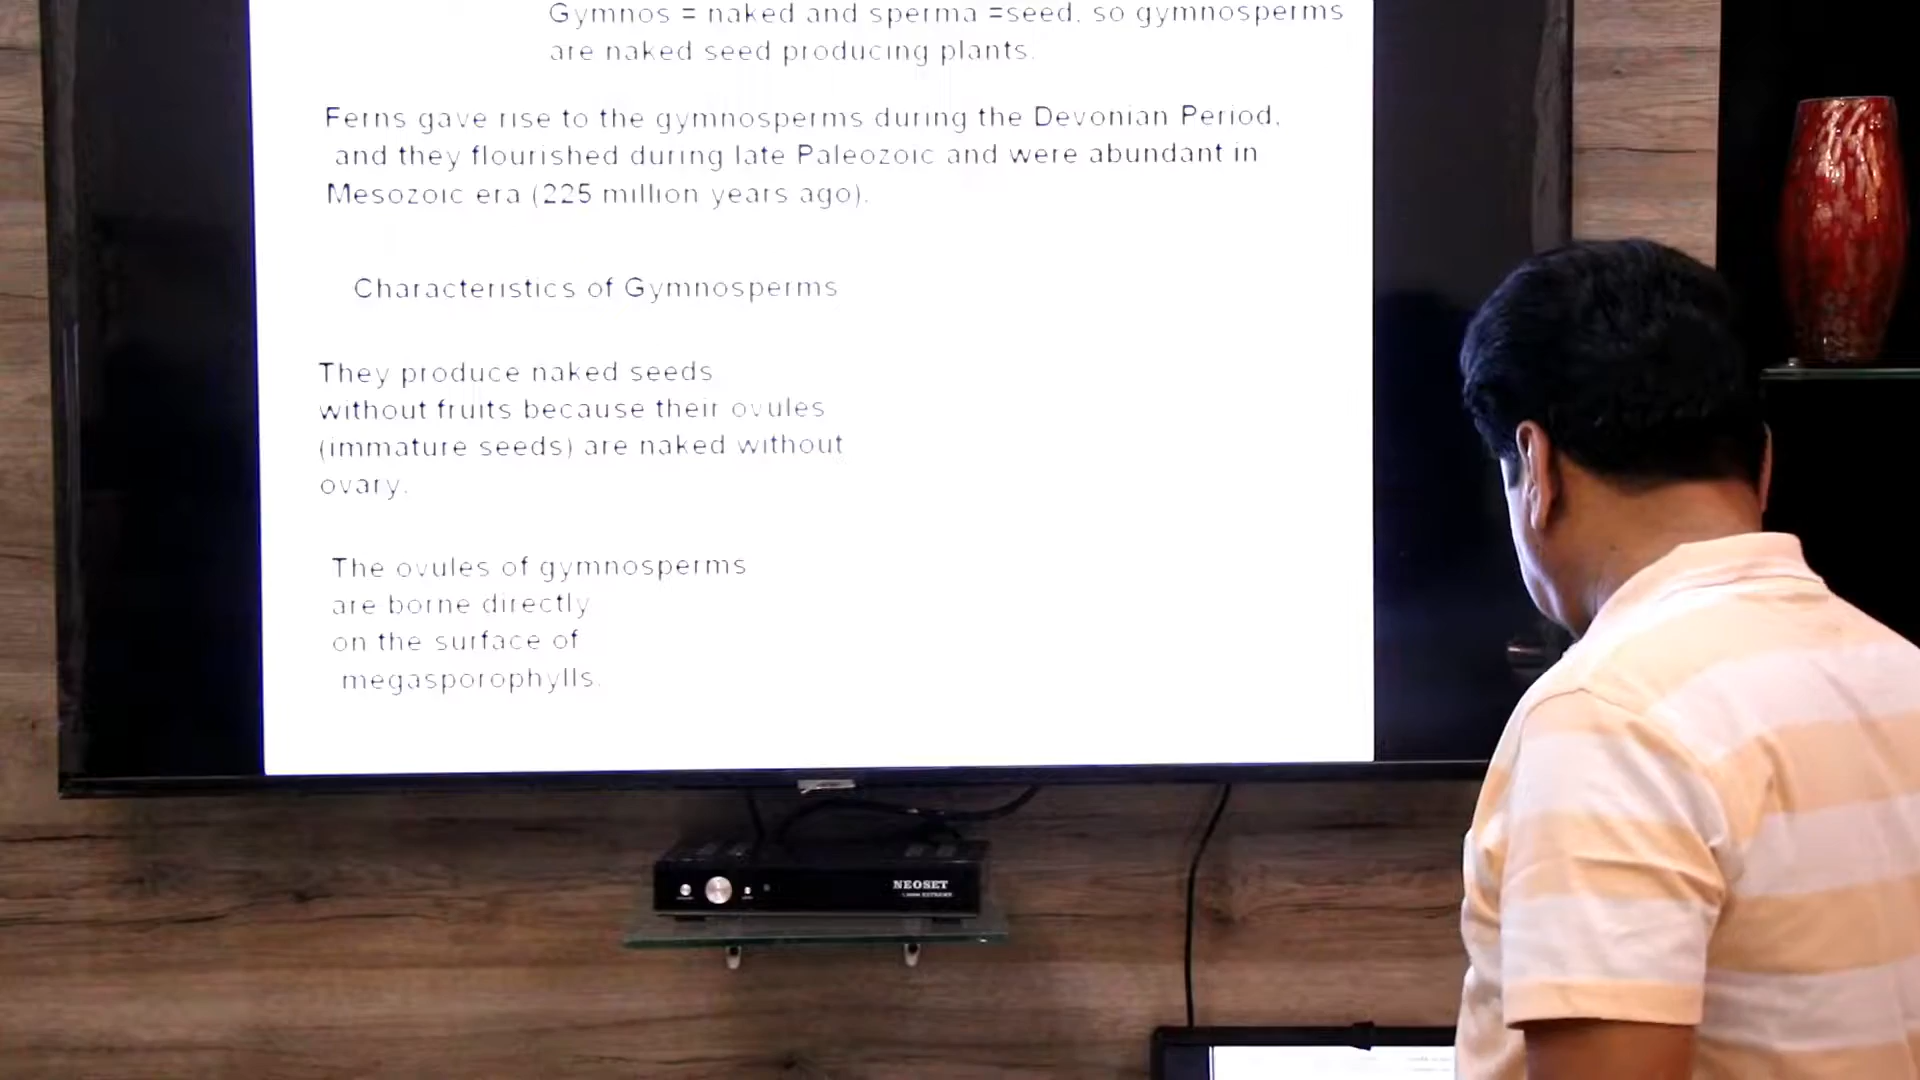 Gymnos = naked and sperma =seed, so gymnosperms
are naked seed producing plants.
Ferns gave rise to the gymnosperms during the Devonian Period,
and they flourished during late Paleozoic and were abundant in
Mesozoic era (225 million years ago).
Characteristics of Gymnosperms
They produce naked seeds
without fruits because their ovules
(immature seeds) are naked without
ovary.
The ovules of gymnosperms
are borne directly
on the surface of
megasporophylls.
NEOSET